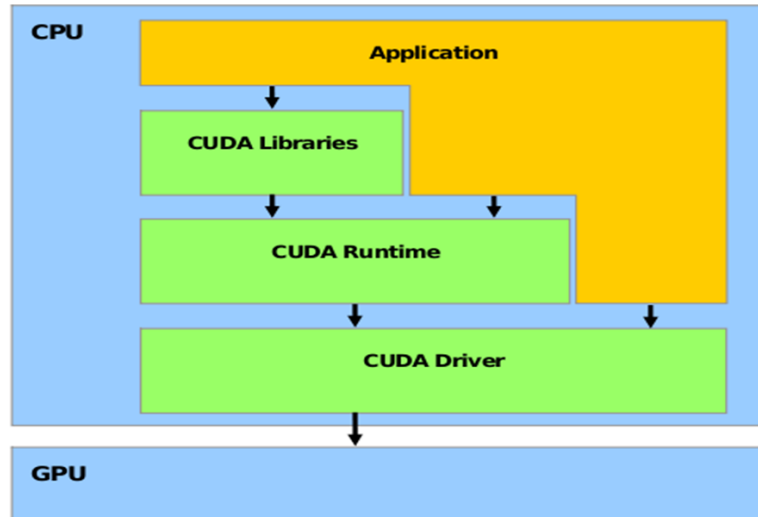 CPU
Application
CUDA Libraries
CUDA Runtime
CUDA Driver
GPU